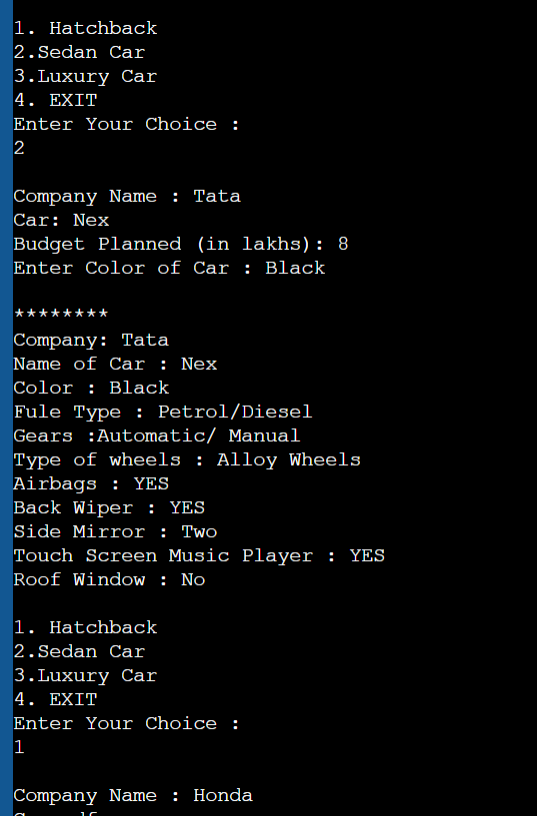 1. Hatchback
2.Sedan Car
3.Luxury Car
4. EXIT
Enter Your Choice :
2
Company Name : Tata
Car: Nex
Budget Planned (in lakhs): 8
Enter Color of Car : Black
********
Company: Tata
Name of Car : Nex
Color : Black
Fule Type : Petrol/Diesel
Gears :Automatic/ Manual
Type of wheels : Alloy Wheels
Airbags : YES
Back Wiper : YES
Side Mirror : Two
Touch Screen Music Player : YES
Roof Window : No
1. Hatchback
2.Sedan Car
3.Luxury Car
4. EXIT
Enter Your Choice :
1
Company Name : Honda